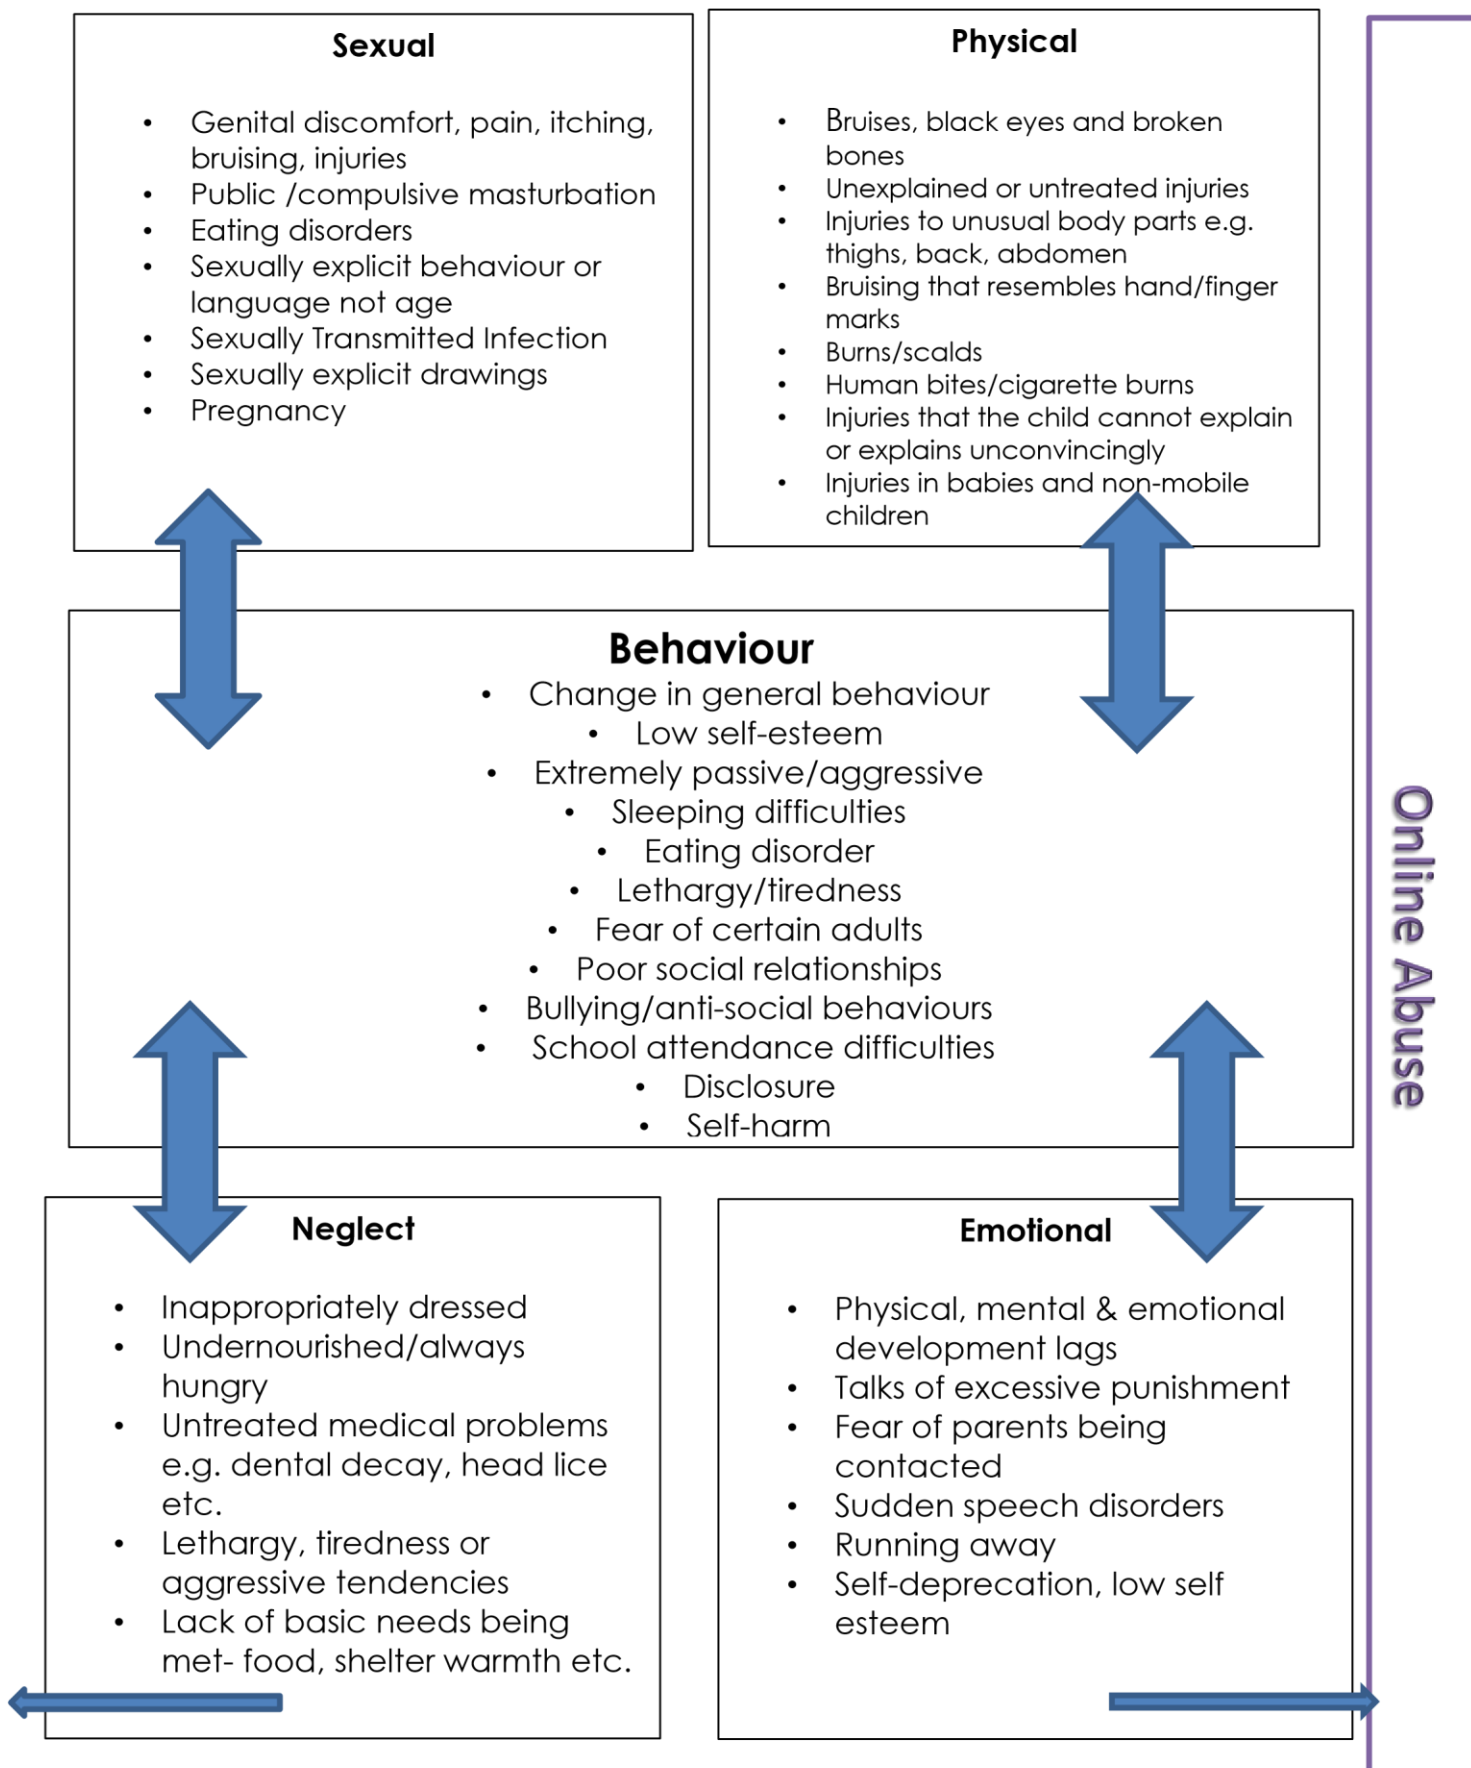 Sexual
• Genital discomfort, pain, itching,
bruising, injuries
• Public /compulsive masturbation
• Eating disorders
• Sexually explicit behaviour or
language not age
• Sexually Transmitted Infection
• Sexually explicit drawings
• Pregnancy
Physical
• Bruises, black eyes and broken
bones
• Unexplained or untreated injuries
• Injuries to unusual body parts e.g.
thighs, back, abdomen
• Bruising that resembles hand/finger
marks
• Burns/scalds
• Human bites/cigarette burns
• Injuries that the child cannot explain
or explains unconvincingly
• Injuries in babies and non-mobile
children
Behaviour
• Change in general behaviour
• Low self-esteem
• Extremely passive/aggressive
• Sleeping difficulties
• Eating disorder
• Lethargy/tiredness
• Fear of certain adults
• Poor social relationships
• Bullying/anti-social behaviours
• School attendance difficulties
• Disclosure
• Self-harm
Neglect
• Inappropriately dressed
• Undernourished/always
hungry
• Untreated medical problems
e.g. dental decay, head lice
etc.
• Lethargy, tiredness or
aggressive tendencies
• Lack of basic needs being
met- food, shelter warmth etc.
Emotional
• Physical, mental & emotional
development lags
• Talks of excessive punishment
• Fear of parents being
contacted
• Sudden speech disorders
• Running away
• Self-deprecation, low self
esteem
Online Abuse